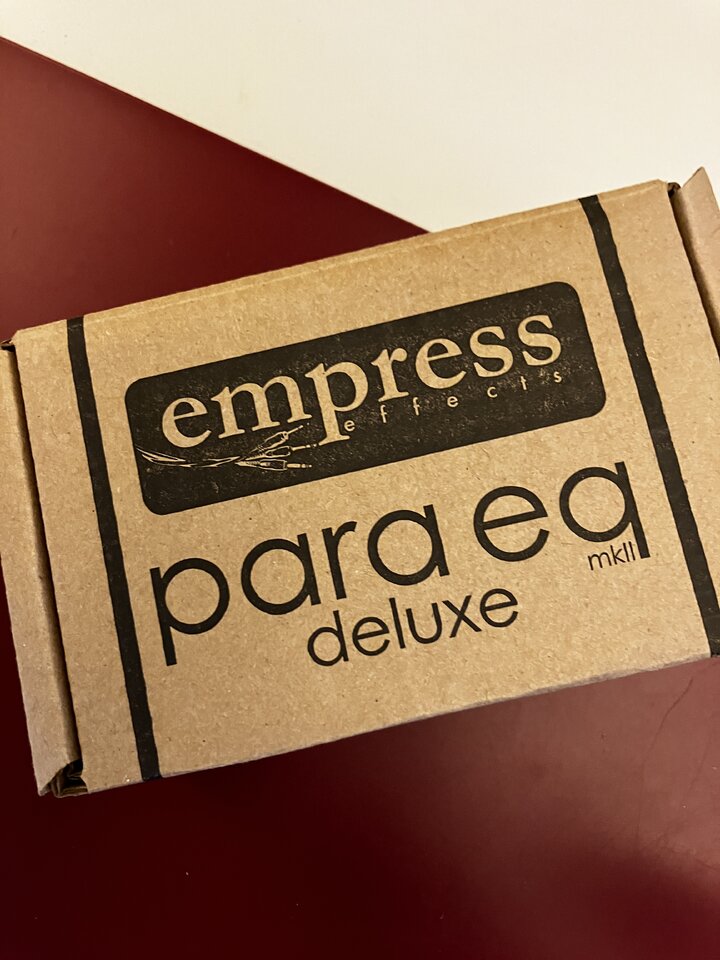 empress
effects
para eq
mkII
deluxe